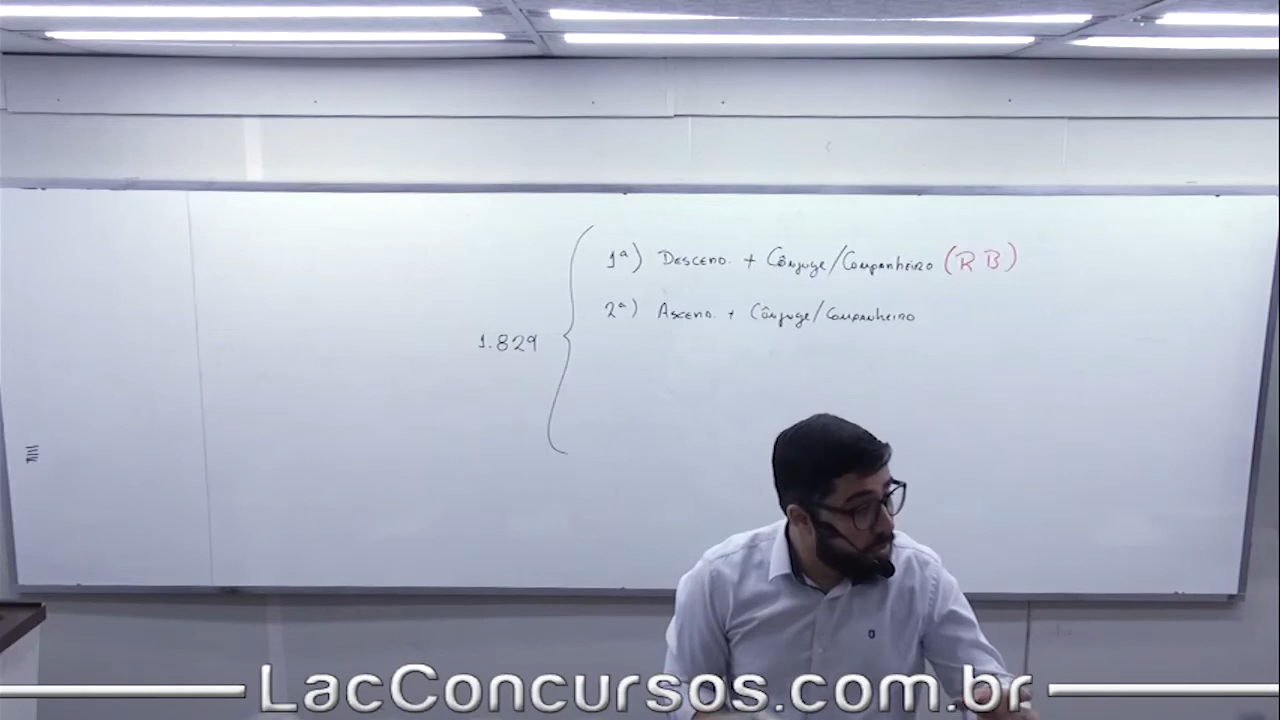 1ª) DESCEND. + Cônjuge/Companheiro (RB)
2ª) ASCEND. + Cônjuge/Companheiro
1.829
LacConcursos.com.br